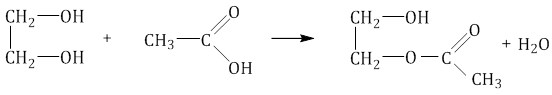 CH₂—OH
CH₂—OH
+
CH₃—C
O
OH
CH₂—OH
CH₂—O—C
O
CH₃
+ H₂O